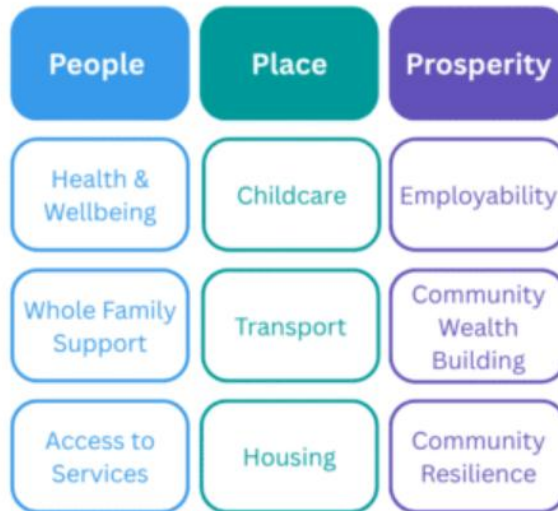 People
Place
Prosperity
Health &
Wellbeing
Childcare
Employability
Whole Family
Support
Transport
Community
Wealth
Building
Access to
Services
Housing
Community
Resilience